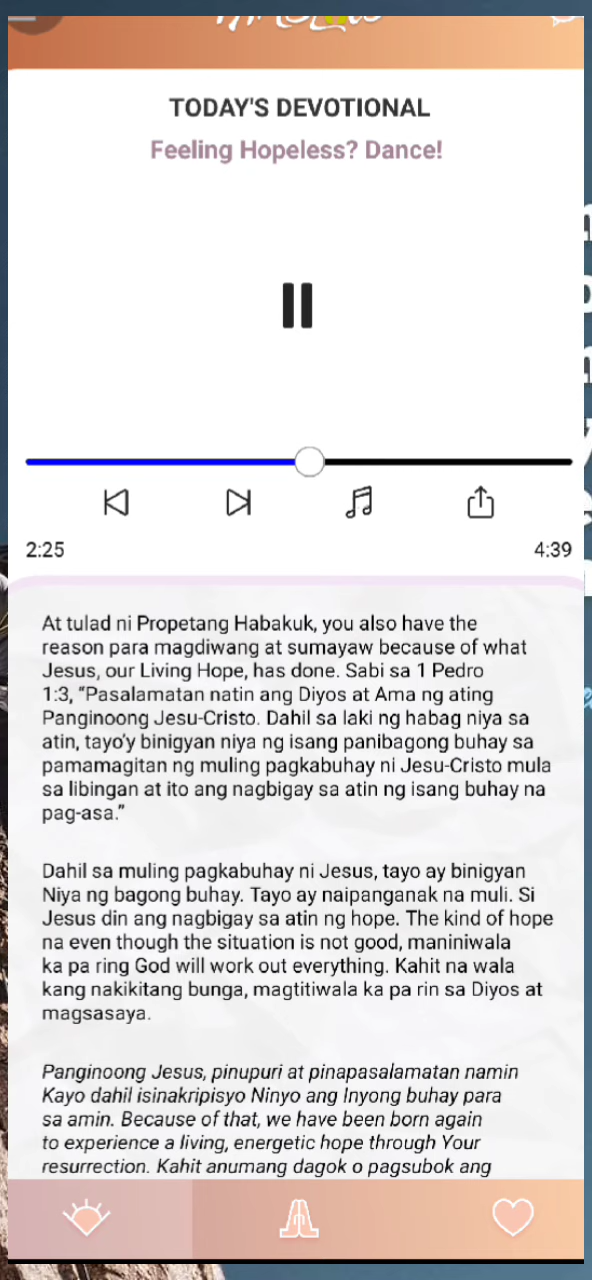 TODAY'S DEVOTIONAL
Feeling Hopeless? Dance!
2:25
4:39
At tulad ni Propetang Habakuk, you also have the
reason para magdiwang at sumayaw because of what
Jesus, our Living Hope, has done. Sabi sa 1 Pedro
1:3, “Pasalamatan natin ang Diyos at Ama ng ating
Panginoong Jesu-Cristo. Dahil sa laki ng habag niya sa
atin, tayo’y binigyan niya ng isang panibagong buhay sa
pamamagitan ng muling pagkabuhay ni Jesu-Cristo mula
sa libingan at ito ang nagbigay sa atin ng isang buhay na
pag-asa.”
Dahil sa muling pagkabuhay ni Jesus, tayo ay binigyan
Niya ng bagong buhay. Tayo ay naipanganak na muli. Si
Jesus din ang nagbigay sa atin ng hope. The kind of hope
na even though the situation is not good, maniniwala
ka pa ring God will work out everything. Kahit na wala
kang nakikitang bunga, magtitiwala ka pa rin sa Diyos at
magsasaya.
Panginoong Jesus, pinupuri at pinapasalamatan namin
Kayo dahil isinakripisyo Ninyo ang Inyong buhay para
sa amin. Because of that, we have been born again
to experience a living, energetic hope through Your
resurrection. Kahit anumang dagok o pagsubok ang